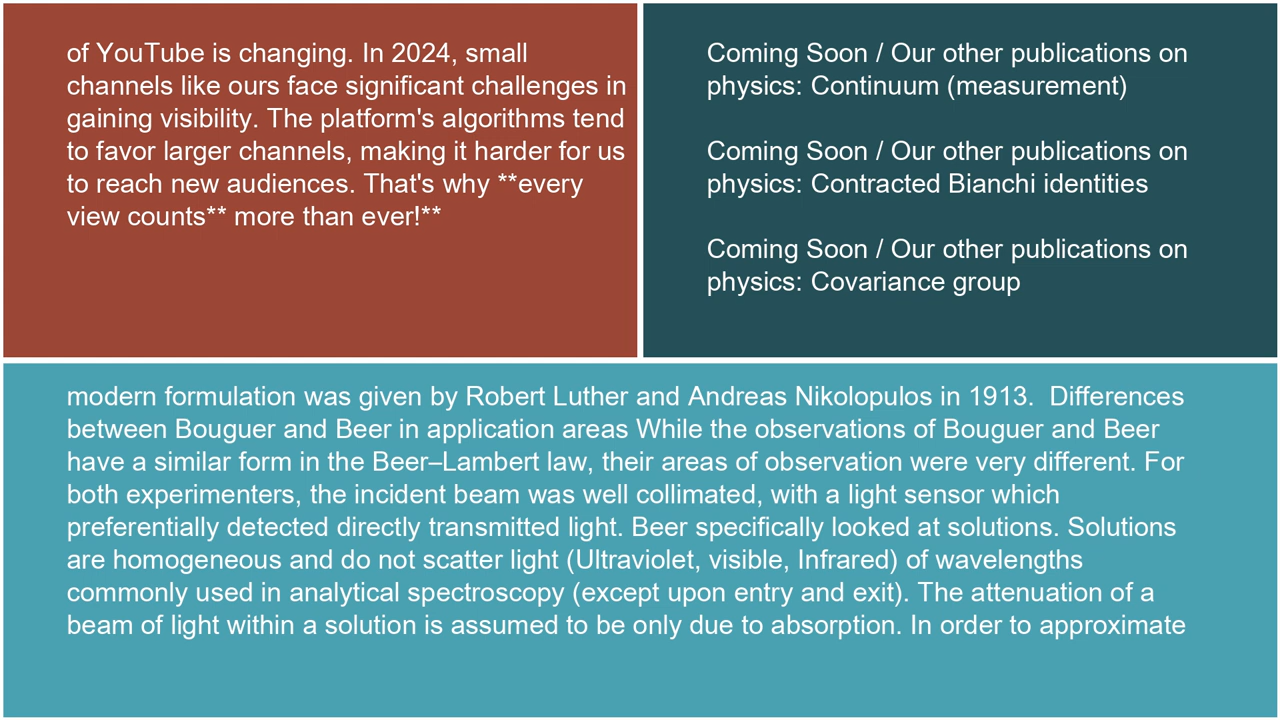 of YouTube is changing. In 2024, small
channels like ours face significant challenges in
gaining visibility. The platform's algorithms tend
to favor larger channels, making it harder for us
to reach new audiences. That's why **every
view counts** more than ever!**
Coming Soon / Our other publications on
physics: Continuum (measurement)
Coming Soon / Our other publications on
physics: Contracted Bianchi identities
Coming Soon / Our other publications on
physics: Covariance group
modern formulation was given by Robert Luther and Andreas Nikolopulos in 1913.  Differences
between Bouguer and Beer in application areas While the observations of Bouguer and Beer
have a similar form in the Beer–Lambert law, their areas of observation were very different. For
both experimenters, the incident beam was well collimated, with a light sensor which
preferentially detected directly transmitted light. Beer specifically looked at solutions. Solutions
are homogeneous and do not scatter light (Ultraviolet, visible, Infrared) of wavelengths
commonly used in analytical spectroscopy (except upon entry and exit). The attenuation of a
beam of light within a solution is assumed to be only due to absorption. In order to approximate